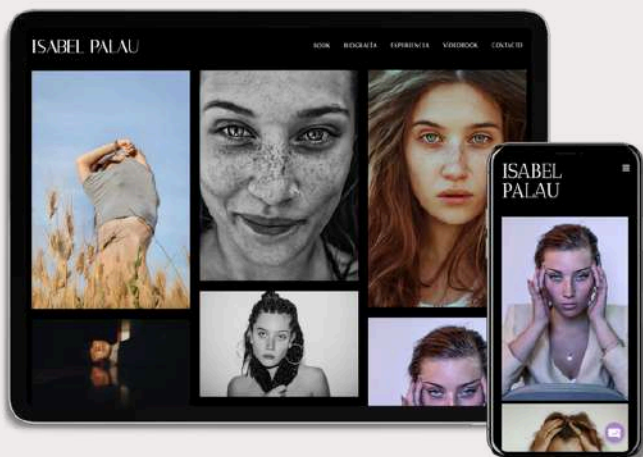 ISABEL PALAU
BOOK BIOGRAFÍA EXPERIENCIA VIDEOBOOK CONTACTO
ISABEL
PALAU